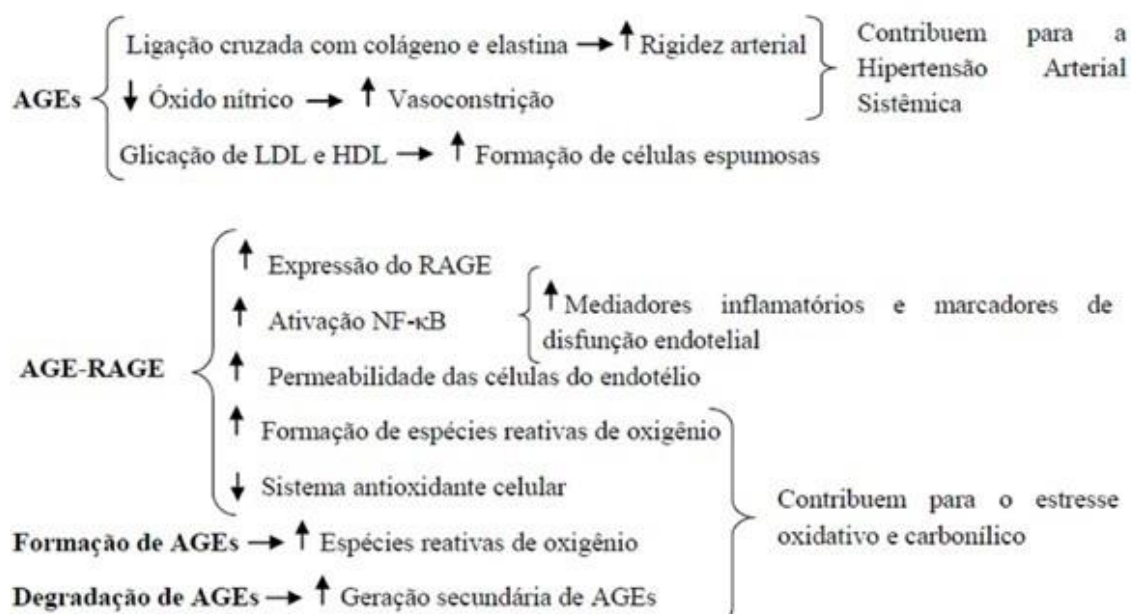 Ligação cruzada com colágeno e elastina → ↑ Rigidez arterial
AGEs
↓ Óxido nítrico → ↑ Vasoconstrição
Glicação de LDL e HDL → ↑ Formação de células espumosas
Contribuem para a
Hipertensão Arterial
Sistêmica
AGE-RAGE
↑ Expressão do RAGE
↑ Ativação NF-κB
↑ Mediadores inflamatórios e marcadores de
disfunção endotelial
↑ Permeabilidade das células do endotélio
↑ Formação de espécies reativas de oxigênio
↓ Sistema antioxidante celular
Formação de AGEs → ↑ Espécies reativas de oxigênio
Degradação de AGEs → ↑ Geração secundária de AGEs
Contribuem para o estresse
oxidativo e carbonílico